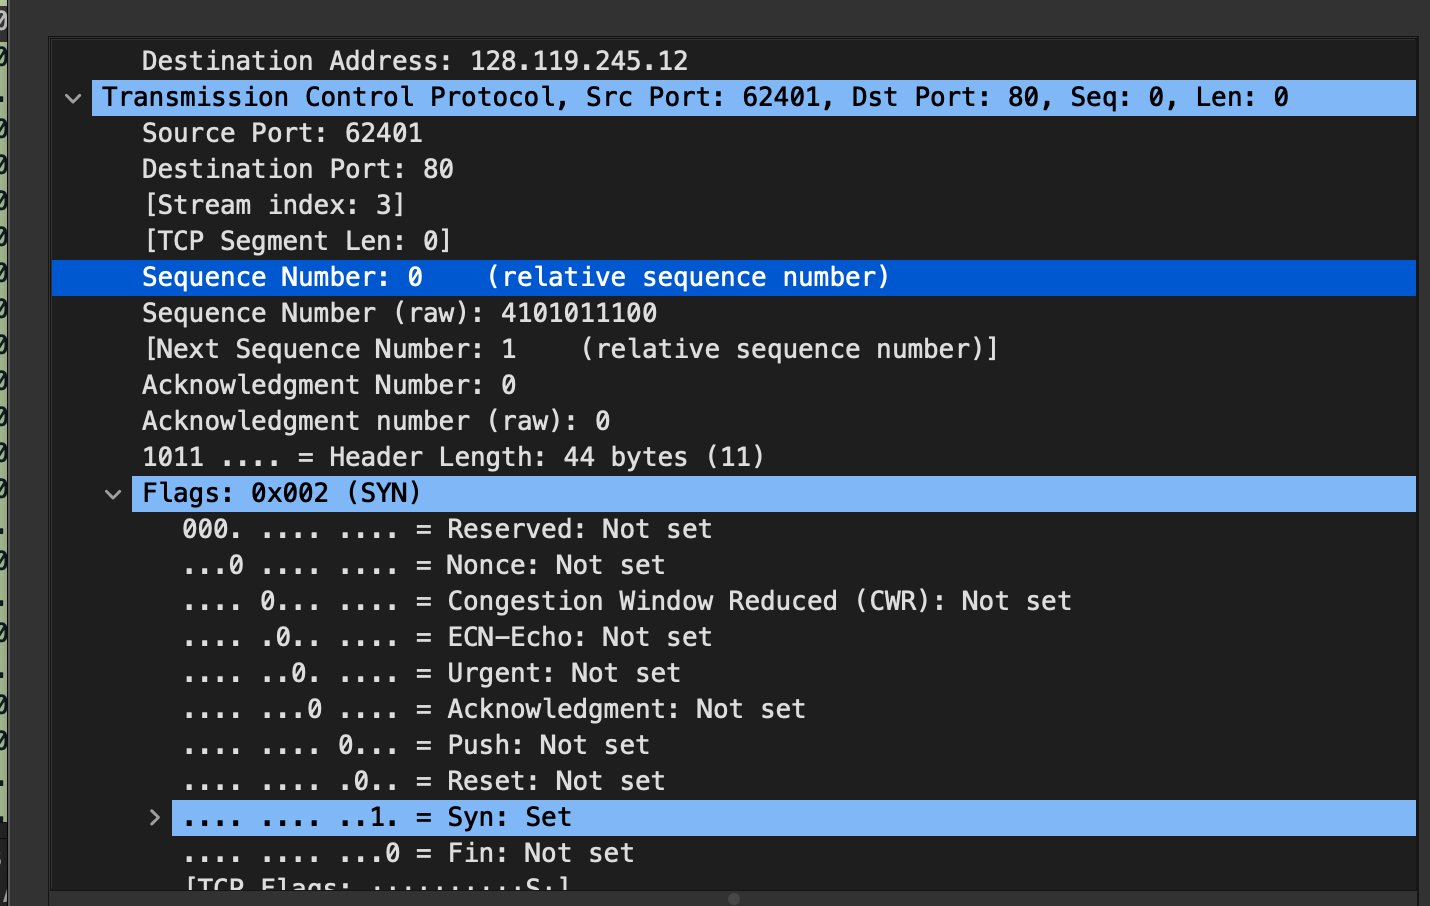 Destination Address: 128.119.245.12
Transmission Control Protocol, Src Port: 62401, Dst Port: 80, Seq: 0, Len: 0
Source Port: 62401
Destination Port: 80
[Stream index: 3]
[TCP Segment Len: 0]
Sequence Number: 0    (relative sequence number)
Sequence Number (raw): 4101011100
[Next Sequence Number: 1    (relative sequence number)]
Acknowledgment Number: 0
Acknowledgment number (raw): 0
1011 .... = Header Length: 44 bytes (11)
Flags: 0x002 (SYN)
000. .... .... = Reserved: Not set
...0 .... .... = Nonce: Not set
.... 0... .... = Congestion Window Reduced (CWR): Not set
.... .0.. .... = ECN-Echo: Not set
.... ..0. .... = Urgent: Not set
.... ...0 .... = Acknowledgment: Not set
.... .... 0... = Push: Not set
.... .... .0.. = Reset: Not set
.... .... ..1. = Syn: Set
.... .... ...0 = Fin: Not set
[TCP Flags: ··········S·]